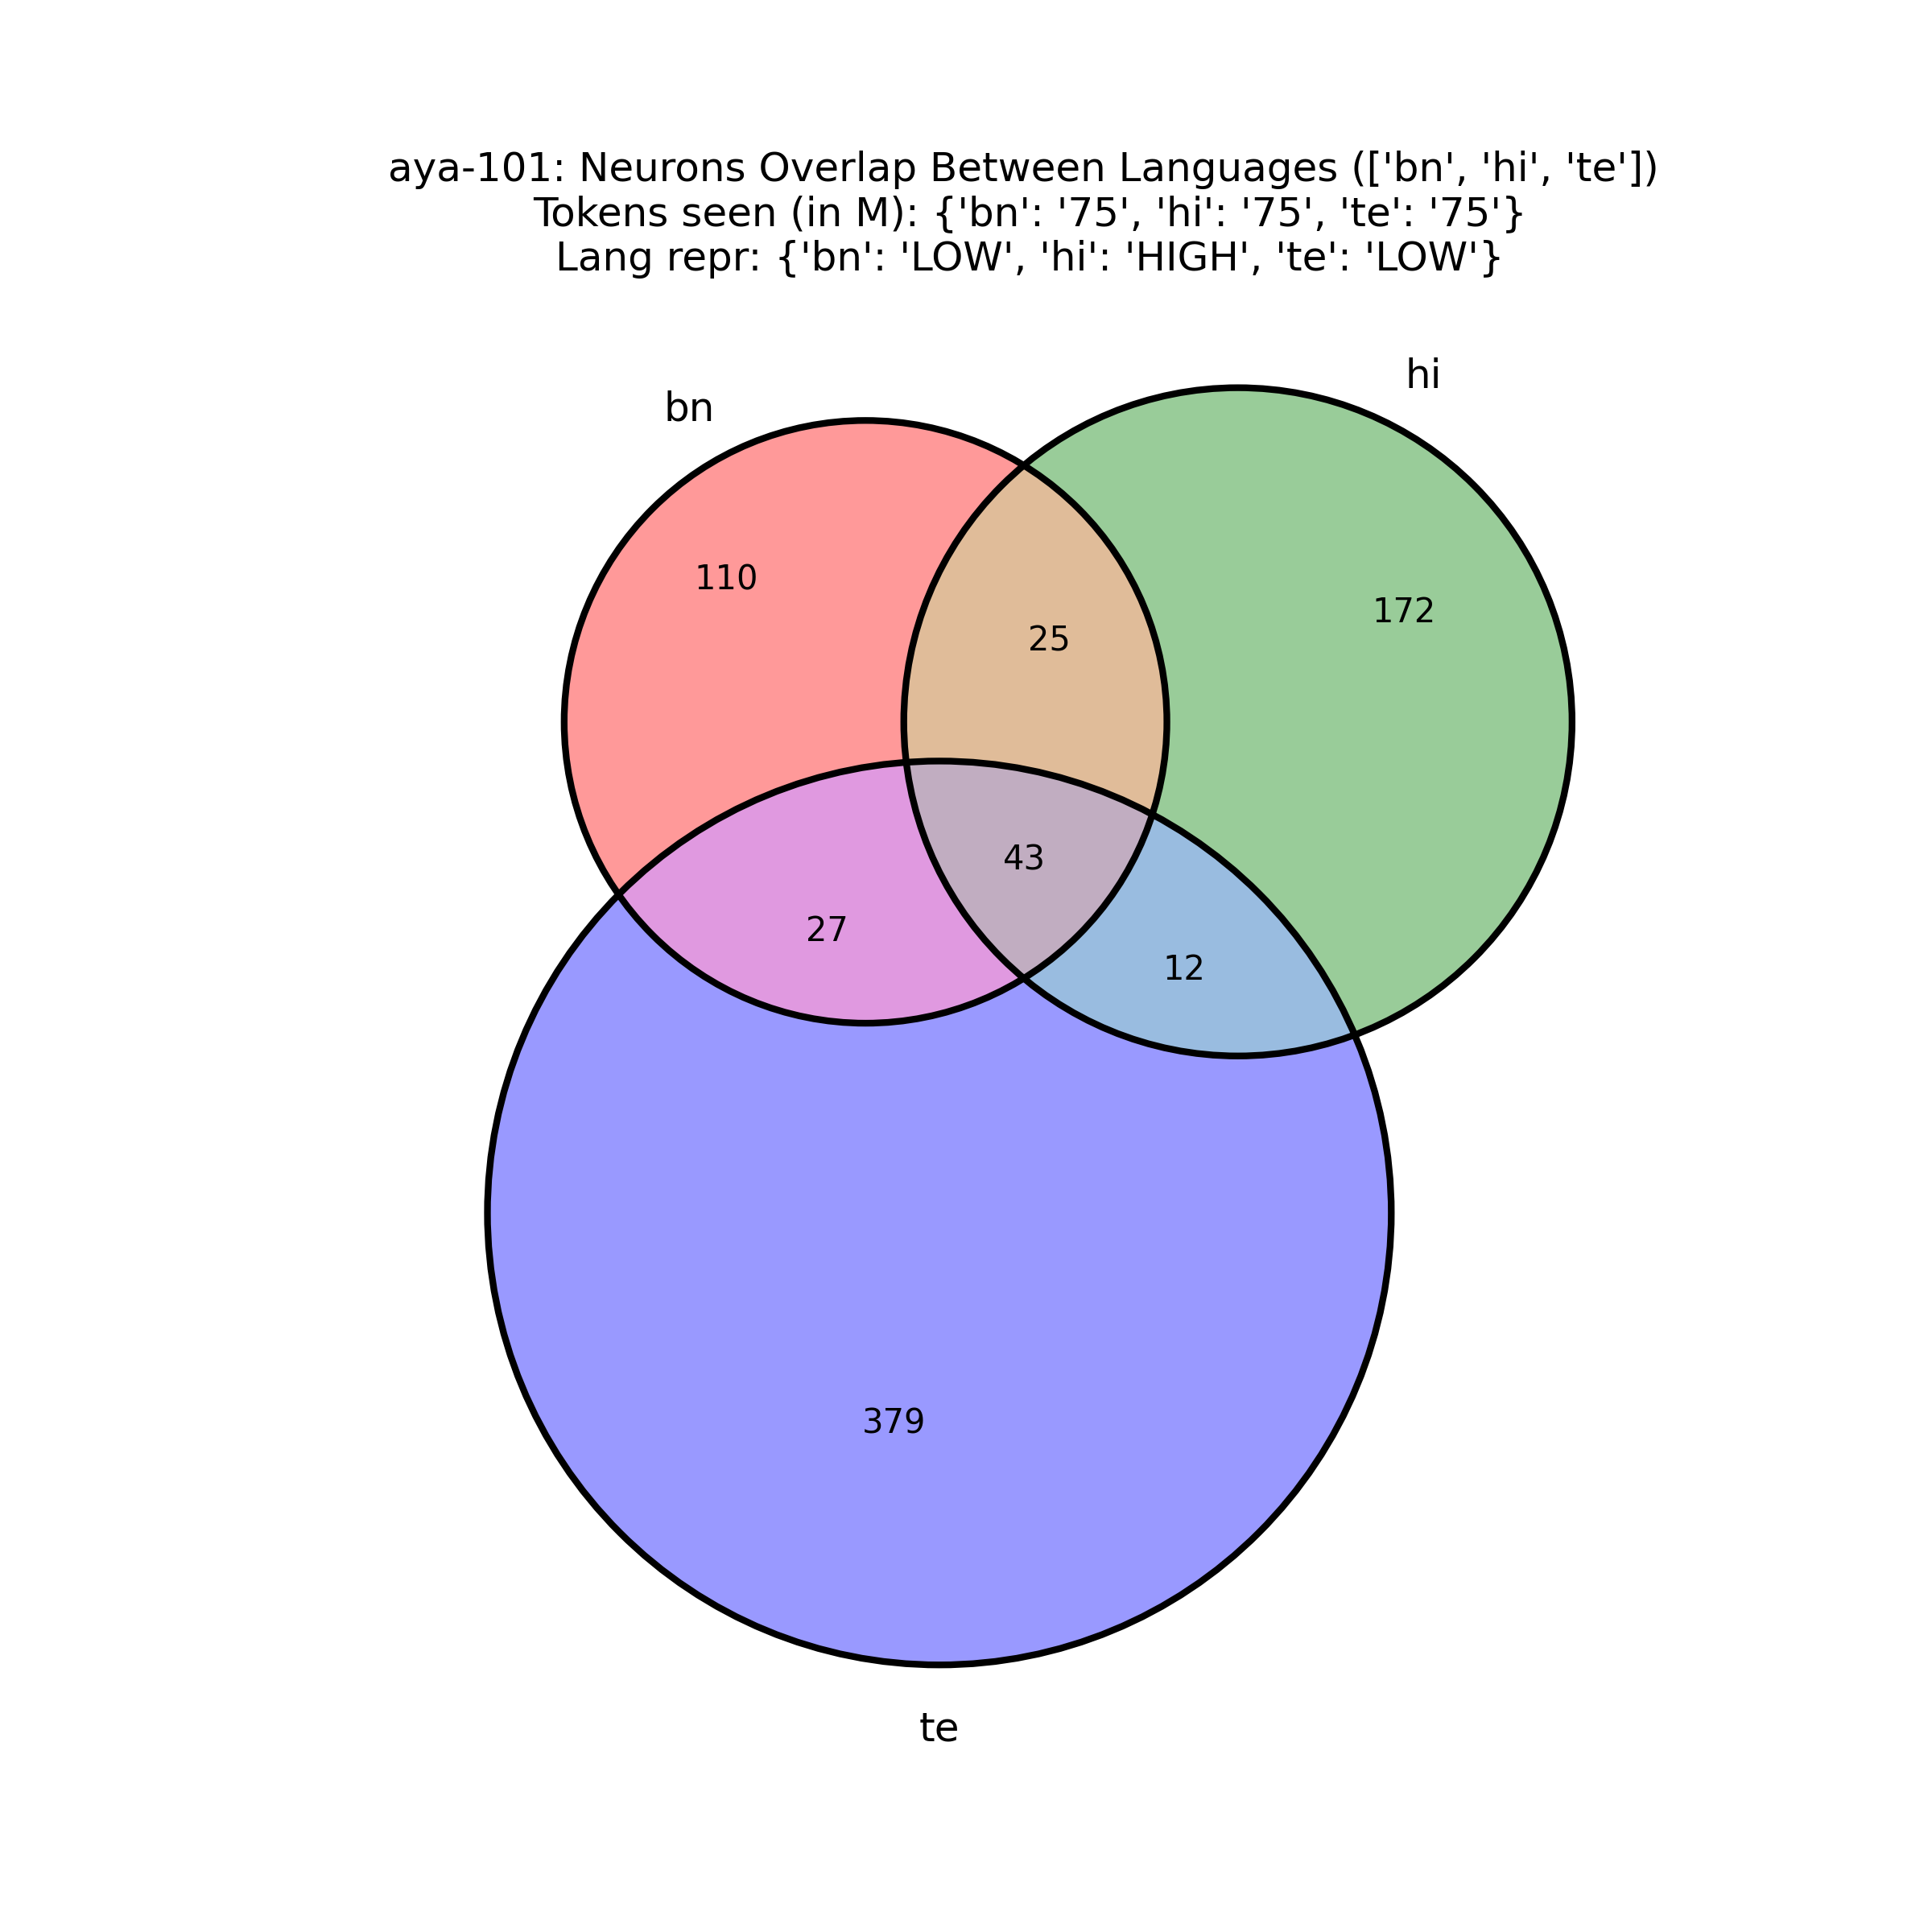 aya-101: Neurons Overlap Between Languages (['bn', 'hi', 'te'])
Tokens seen (in M): {'bn': '75', 'hi': '75', 'te': '75'}
Lang repr: {'bn': 'LOW', 'hi': 'HIGH', 'te': 'LOW'}
hi
bn
110
172
25
43
27
12
379
te